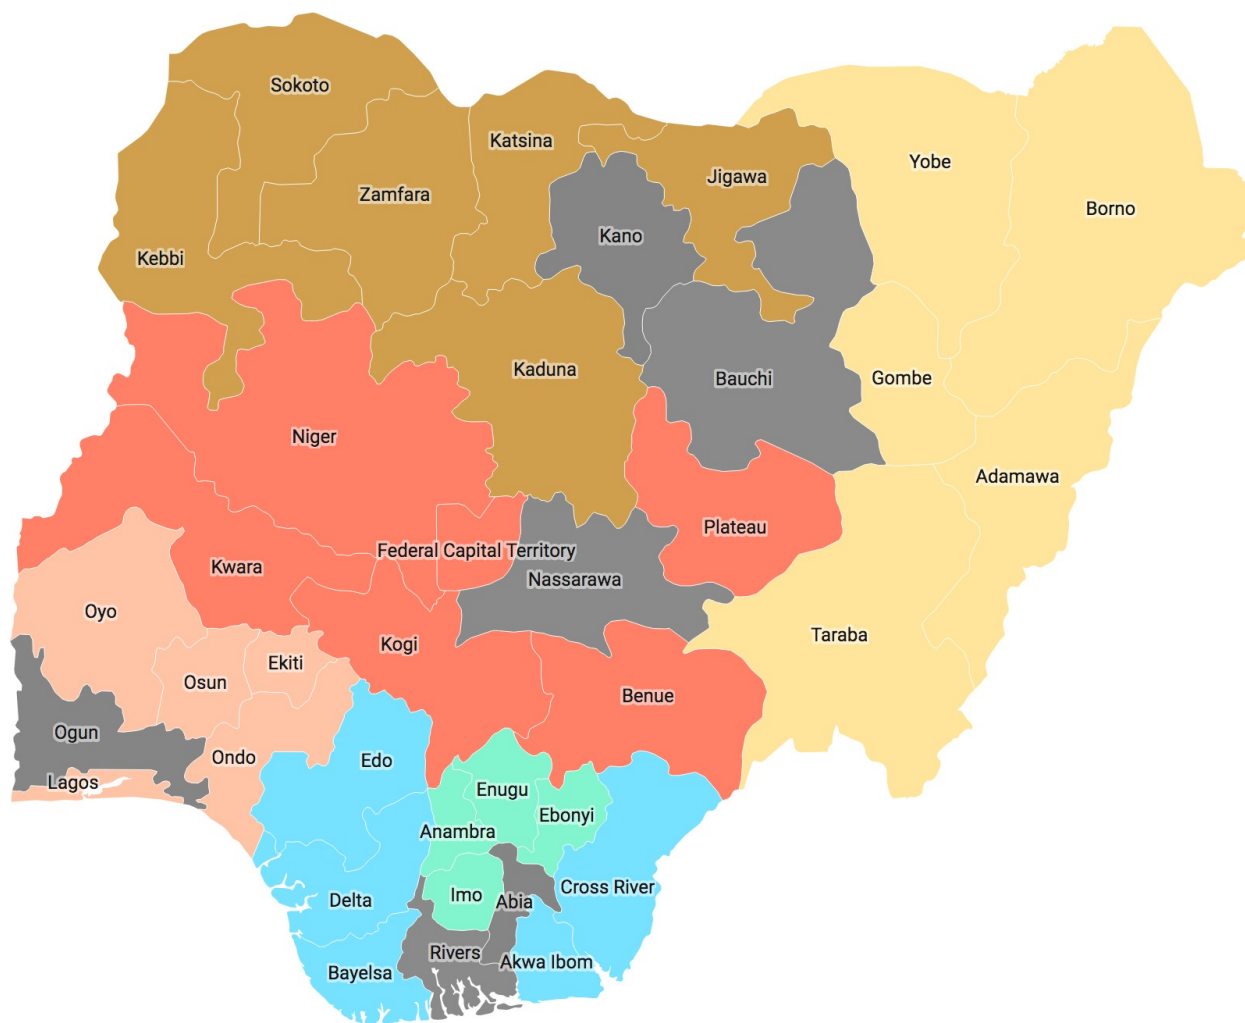 Sokoto
Katsina
Yobe
Jigawa
Zamfara
Borno
Kano
Kebbi
Kaduna
Bauchi
Gombe
Niger
Adamawa
Plateau
Federal Capital Territory
Kwara
Nassarawa
Oyo
Taraba
Kogi
Ekiti
Osun
Benue
Ogun
Ondo
Edo
Lagos
Enugu
Ebonyi
Anambra
Cross River
Imo
Delta
Abia
Rivers
Akwa Ibom
Bayelsa